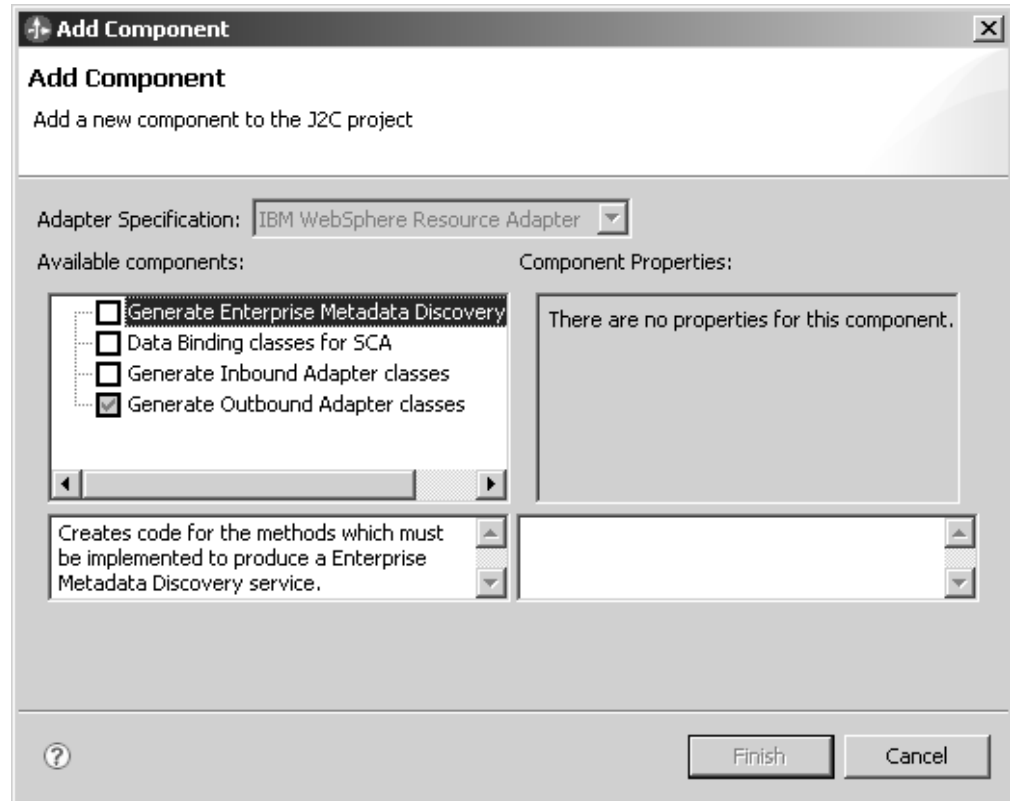 Add Component
Add Component
Add a new component to the J2C project
Adapter Specification: IBM WebSphere Resource Adapter
Available components:
Component Properties:
Generate Enterprise Metadata Discovery
Data Binding classes for SCA
Generate Inbound Adapter classes
Generate Outbound Adapter classes
There are no properties for this component.
Creates code for the methods which must
be implemented to produce a Enterprise
Metadata Discovery service.
?
Finish
Cancel